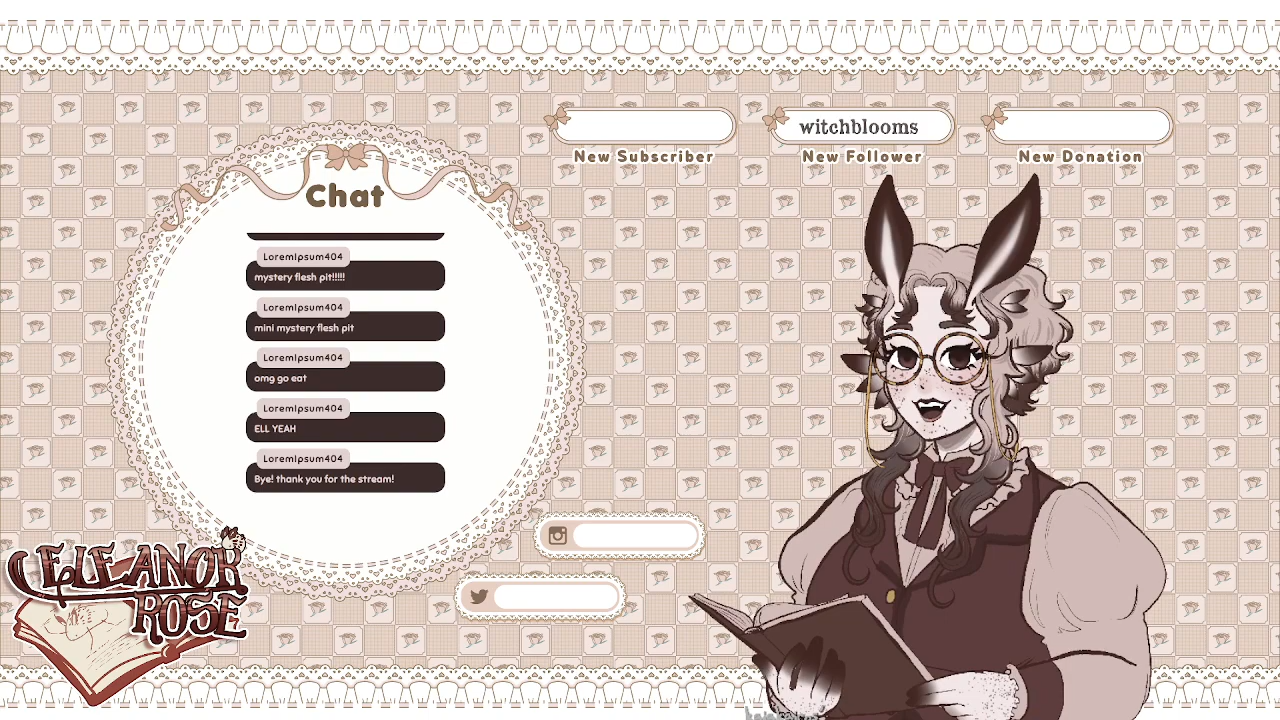 witchblooms
New Subscriber
New Follower
New Donation
Chat
LoremIpsum404
mystery flesh pit!!!!!
LoremIpsum404
mini mystery flesh pit
LoremIpsum404
omg go eat
LoremIpsum404
ELL YEAH
LoremIpsum404
Bye! thank you for the stream!
ELEANOR
ROSE